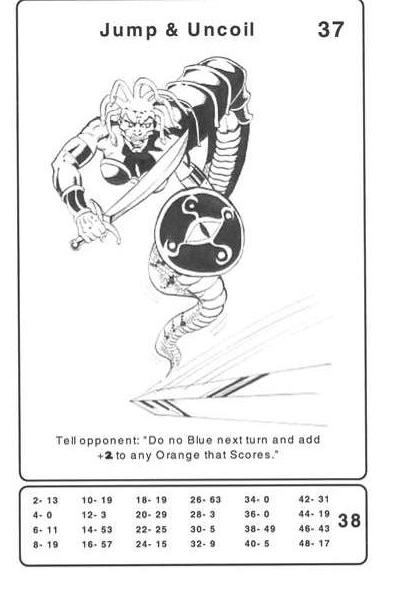 Jump & Uncoil 37
Tell opponent: "Do no Blue next turn and add
+2 to any Orange that Scores."
2- 13 10- 19 18- 19 26- 63 34- 0 42- 31
4- 0 12- 3 20- 29 28- 3 36- 0 44- 19
38
6- 11 14- 53 22- 25 30- 5 38- 49 46- 43
8- 19 16- 57 24- 15 32- 9 40- 5 48- 17